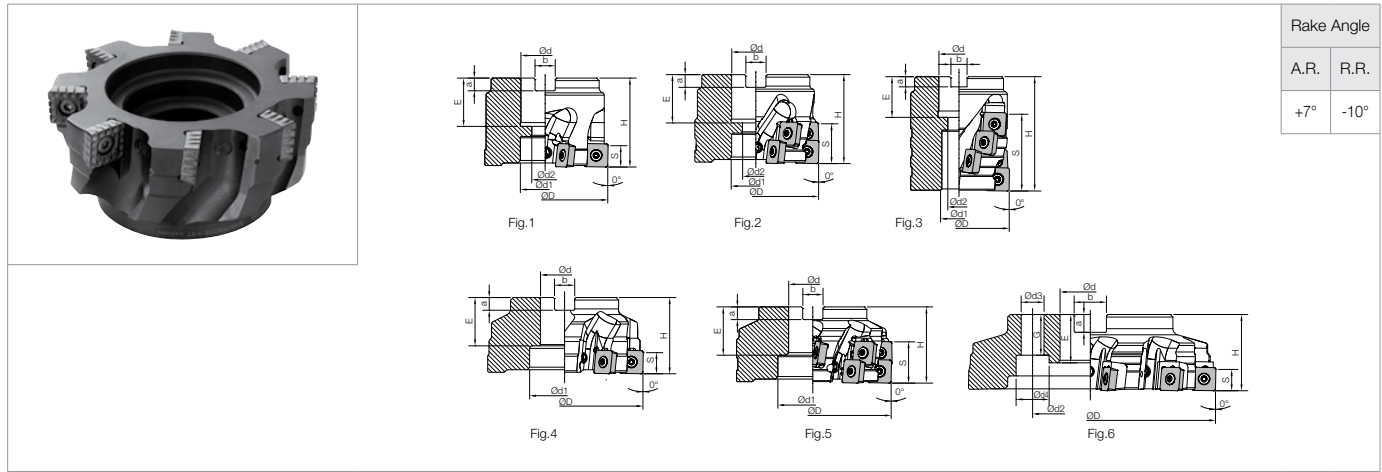 Rake Angle
A.R. R.R.
+7° -10°
Ød
b
a
E
H
S
Ød2
0°
Ød1
ØD
Fig.1
Ød
b
a
E
H
S
Ød2
0°
Ød1
ØD
Fig.2
Ød
b
a
E
H
S
Ød2
0°
Ød1
ØD
Fig.3
Ød
b
a
E
H
S
0°
Ød1
ØD
Fig.4
Ød
b
a
E
H
S
0°
Ød1
ØD
Fig.5
Ød
Ød3
b
a
G
E
H
S
Ød4
0°
Ød2
ØD
Fig.6